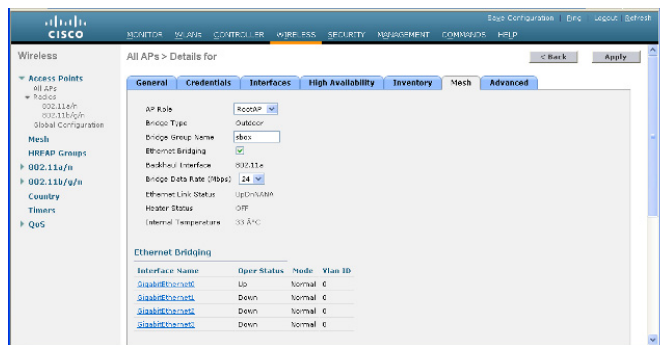 Save Configuration | Ping | Logout | Refresh
CISCO
MONITOR WLANs CONTROLLER WIRELESS SECURITY MANAGEMENT COMMANDS HELP
Wireless
All APs > Details for
< Back
Apply
Access Points
All APs
Radios
802.11a/n
802.11b/g/n
Global Configuration
Mesh
HREAP Groups
802.11a/n
802.11b/g/n
Country
Timers
QoS
General Credentials Interfaces High Availability Inventory Mesh Advanced
AP Role RootAP
Bridge Type Outdoor
Bridge Group Name sbox
Ethernet Bridging
Backhaul Interface 802.11a
Bridge Data Rate (Mbps) 24
Ethernet Link Status UpDnNANA
Heater Status OFF
Internal Temperature 33 Â°C
Ethernet Bridging
Interface Name Oper Status Mode Vlan ID
GigabitEthernet0 Up Normal 0
GigabitEthernet1 Down Normal 0
GigabitEthernet2 Down Normal 0
GigabitEthernet3 Down Normal 0